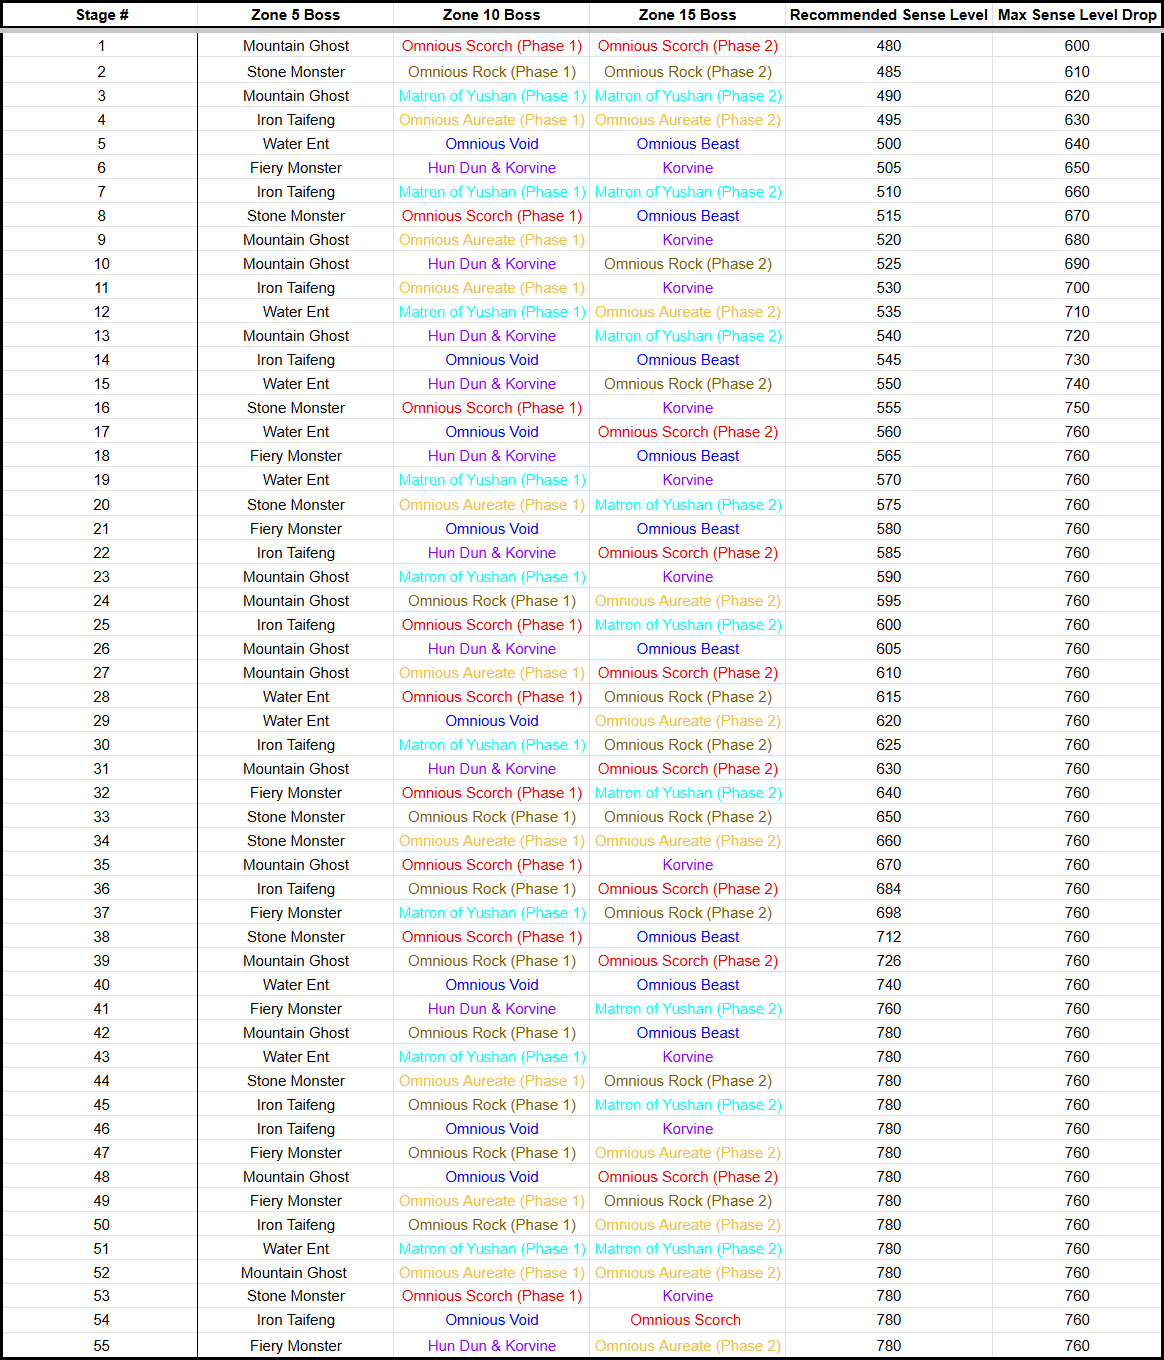 Stage # Zone 5 Boss Zone 10 Boss Zone 15 Boss Recommended Sense Level Max Sense Level Drop
1 Mountain Ghost Omnious Scorch (Phase 1) Omnious Scorch (Phase 2) 480 600
2 Stone Monster Omnious Rock (Phase 1) Omnious Rock (Phase 2) 485 610
3 Mountain Ghost Matron of Yushan (Phase 1) Matron of Yushan (Phase 2) 490 620
4 Iron Taifeng Omnious Aureate (Phase 1) Omnious Aureate (Phase 2) 495 630
5 Water Ent Omnious Void Omnious Beast 500 640
6 Fiery Monster Hun Dun & Korvine Korvine 505 650
7 Iron Taifeng Matron of Yushan (Phase 1) Matron of Yushan (Phase 2) 510 660
8 Stone Monster Omnious Scorch (Phase 1) Omnious Beast 515 670
9 Mountain Ghost Omnious Aureate (Phase 1) Korvine 520 680
10 Mountain Ghost Hun Dun & Korvine Omnious Rock (Phase 2) 525 690
11 Iron Taifeng Omnious Aureate (Phase 1) Korvine 530 700
12 Water Ent Matron of Yushan (Phase 1) Omnious Aureate (Phase 2) 535 710
13 Mountain Ghost Hun Dun & Korvine Matron of Yushan (Phase 2) 540 720
14 Iron Taifeng Omnious Void Omnious Beast 545 730
15 Water Ent Hun Dun & Korvine Omnious Rock (Phase 2) 550 740
16 Stone Monster Omnious Scorch (Phase 1) Korvine 555 750
17 Water Ent Omnious Void Omnious Scorch (Phase 2) 560 760
18 Fiery Monster Hun Dun & Korvine Omnious Beast 565 760
19 Water Ent Matron of Yushan (Phase 1) Korvine 570 760
20 Stone Monster Omnious Aureate (Phase 1) Matron of Yushan (Phase 2) 575 760
21 Fiery Monster Omnious Void Omnious Beast 580 760
22 Iron Taifeng Hun Dun & Korvine Omnious Scorch (Phase 2) 585 760
23 Mountain Ghost Matron of Yushan (Phase 1) Korvine 590 760
24 Mountain Ghost Omnious Rock (Phase 1) Omnious Aureate (Phase 2) 595 760
25 Iron Taifeng Omnious Scorch (Phase 1) Matron of Yushan (Phase 2) 600 760
26 Mountain Ghost Hun Dun & Korvine Omnious Beast 605 760
27 Mountain Ghost Omnious Aureate (Phase 1) Omnious Scorch (Phase 2) 610 760
28 Water Ent Omnious Scorch (Phase 1) Omnious Rock (Phase 2) 615 760
29 Water Ent Omnious Void Omnious Aureate (Phase 2) 620 760
30 Iron Taifeng Matron of Yushan (Phase 1) Omnious Rock (Phase 2) 625 760
31 Mountain Ghost Hun Dun & Korvine Omnious Scorch (Phase 2) 630 760
32 Fiery Monster Omnious Scorch (Phase 1) Matron of Yushan (Phase 2) 640 760
33 Stone Monster Omnious Rock (Phase 1) Omnious Rock (Phase 2) 650 760
34 Stone Monster Omnious Aureate (Phase 1) Omnious Aureate (Phase 2) 660 760
35 Mountain Ghost Omnious Scorch (Phase 1) Korvine 670 760
36 Iron Taifeng Omnious Rock (Phase 1) Omnious Scorch (Phase 2) 684 760
37 Fiery Monster Matron of Yushan (Phase 1) Omnious Rock (Phase 2) 698 760
38 Stone Monster Omnious Scorch (Phase 1) Omnious Beast 712 760
39 Mountain Ghost Omnious Rock (Phase 1) Omnious Scorch (Phase 2) 726 760
40 Water Ent Omnious Void Omnious Beast 740 760
41 Fiery Monster Hun Dun & Korvine Matron of Yushan (Phase 2) 760 760
42 Mountain Ghost Omnious Rock (Phase 1) Omnious Beast 780 760
43 Water Ent Matron of Yushan (Phase 1) Korvine 780 760
44 Stone Monster Omnious Aureate (Phase 1) Omnious Rock (Phase 2) 780 760
45 Iron Taifeng Omnious Rock (Phase 1) Matron of Yushan (Phase 2) 780 760
46 Iron Taifeng Omnious Void Korvine 780 760
47 Fiery Monster Omnious Rock (Phase 1) Omnious Aureate (Phase 2) 780 760
48 Mountain Ghost Omnious Void Omnious Scorch (Phase 2) 780 760
49 Fiery Monster Omnious Aureate (Phase 1) Omnious Rock (Phase 2) 780 760
50 Iron Taifeng Omnious Rock (Phase 1) Omnious Aureate (Phase 2) 780 760
51 Water Ent Matron of Yushan (Phase 1) Matron of Yushan (Phase 2) 780 760
52 Mountain Ghost Omnious Aureate (Phase 1) Omnious Aureate (Phase 2) 780 760
53 Stone Monster Omnious Scorch (Phase 1) Korvine 780 760
54 Iron Taifeng Omnious Void Omnious Scorch 780 760
55 Fiery Monster Hun Dun & Korvine Omnious Aureate (Phase 2) 780 760